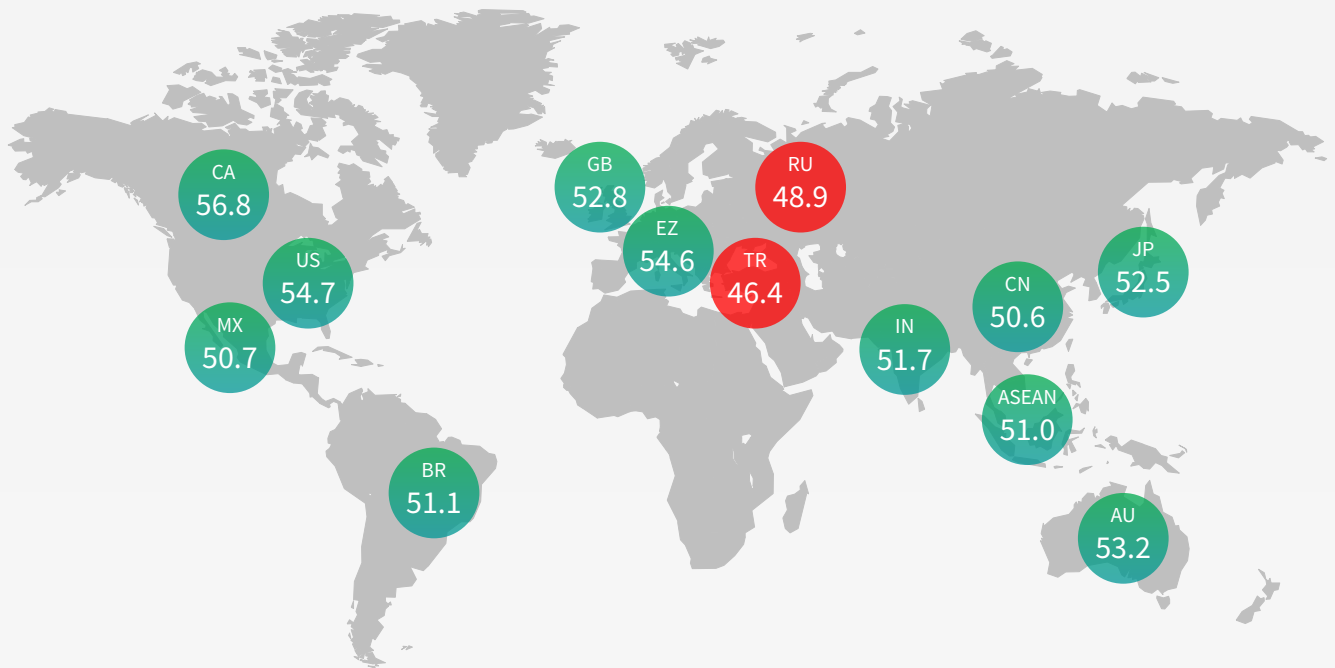 CA
56.8
US
54.7
MX
50.7
BR
51.1
GB
52.8
EZ
54.6
RU
48.9
TR
46.4
IN
51.7
CN
50.6
JP
52.5
ASEAN
51.0
AU
53.2